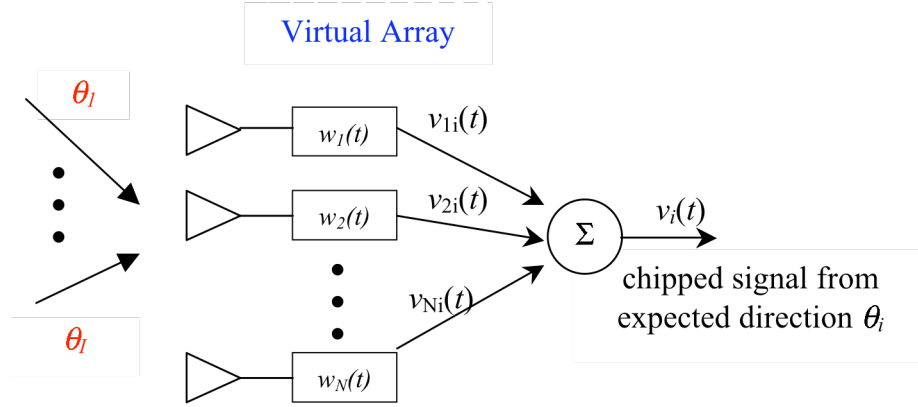 Virtual Array
θ1
w1(t)
v1i(t)
w2(t)
v2i(t)
Σ
vi(t)
chipped signal from
expected direction θi
vNi(t)
θI
wN(t)